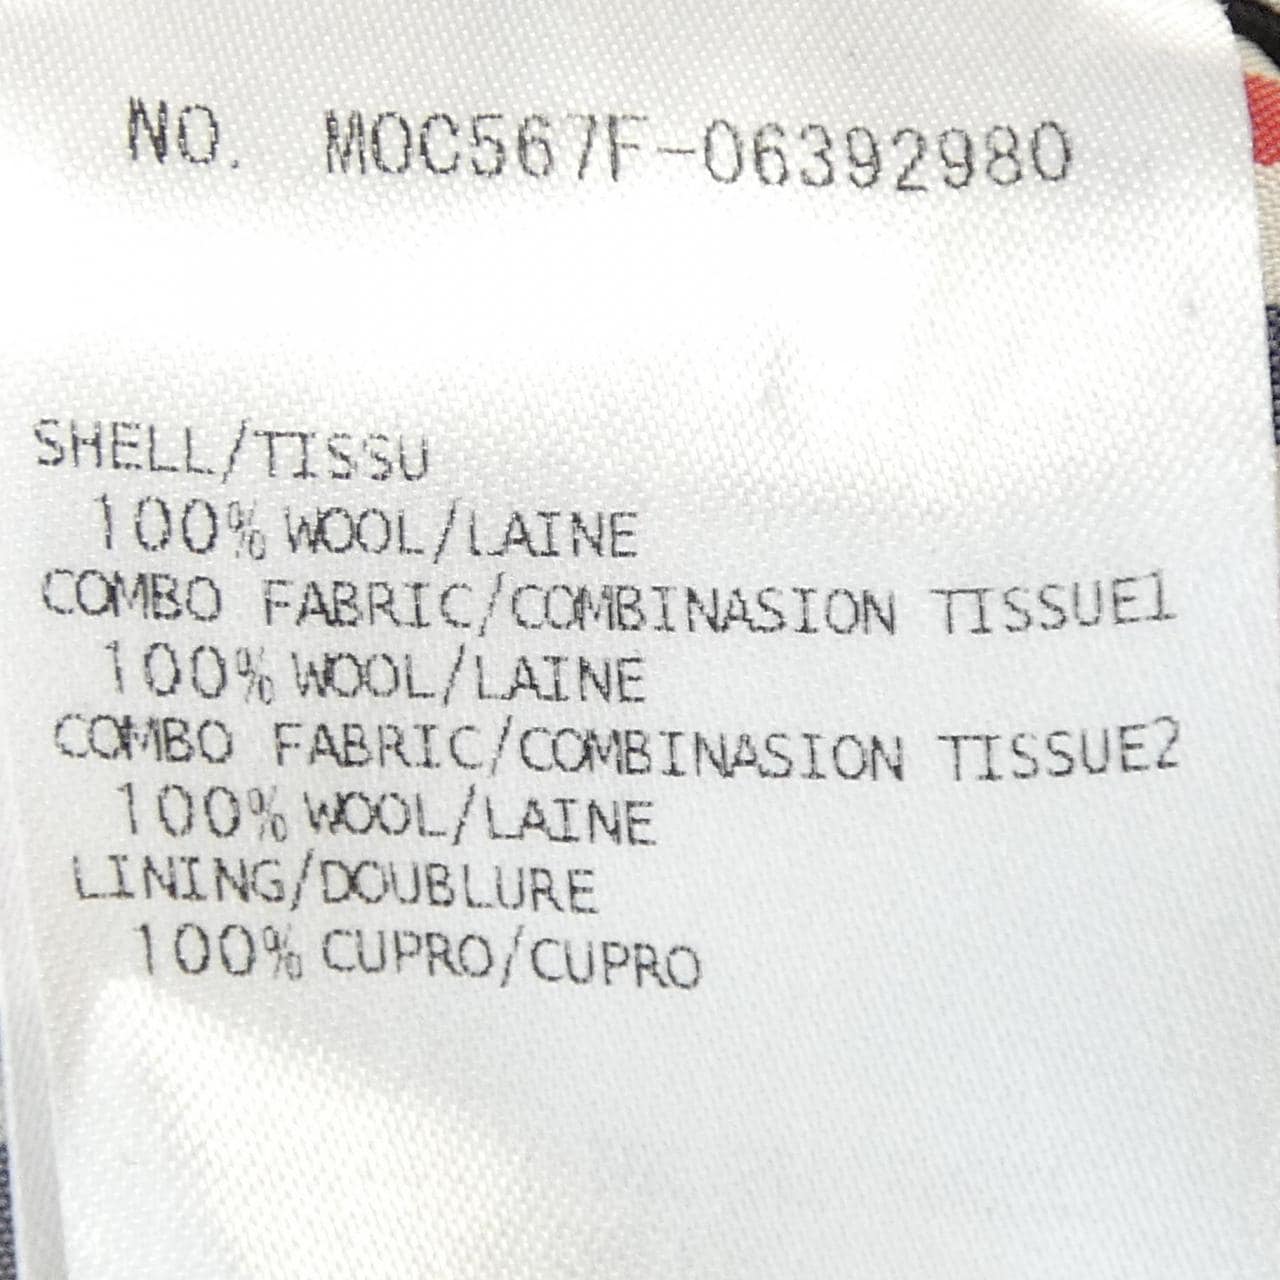 NO. MOC567F-06392980
SHELL/TISSU
100% WOOL/LAINE
COMBO FABRIC/COMBINASION TISSUE1
100% WOOL/LAINE
COMBO FABRIC/COMBINASION TISSUE2
100% WOOL/LAINE
LINING/DOUBLURE
100% CUPRO/CUPRO